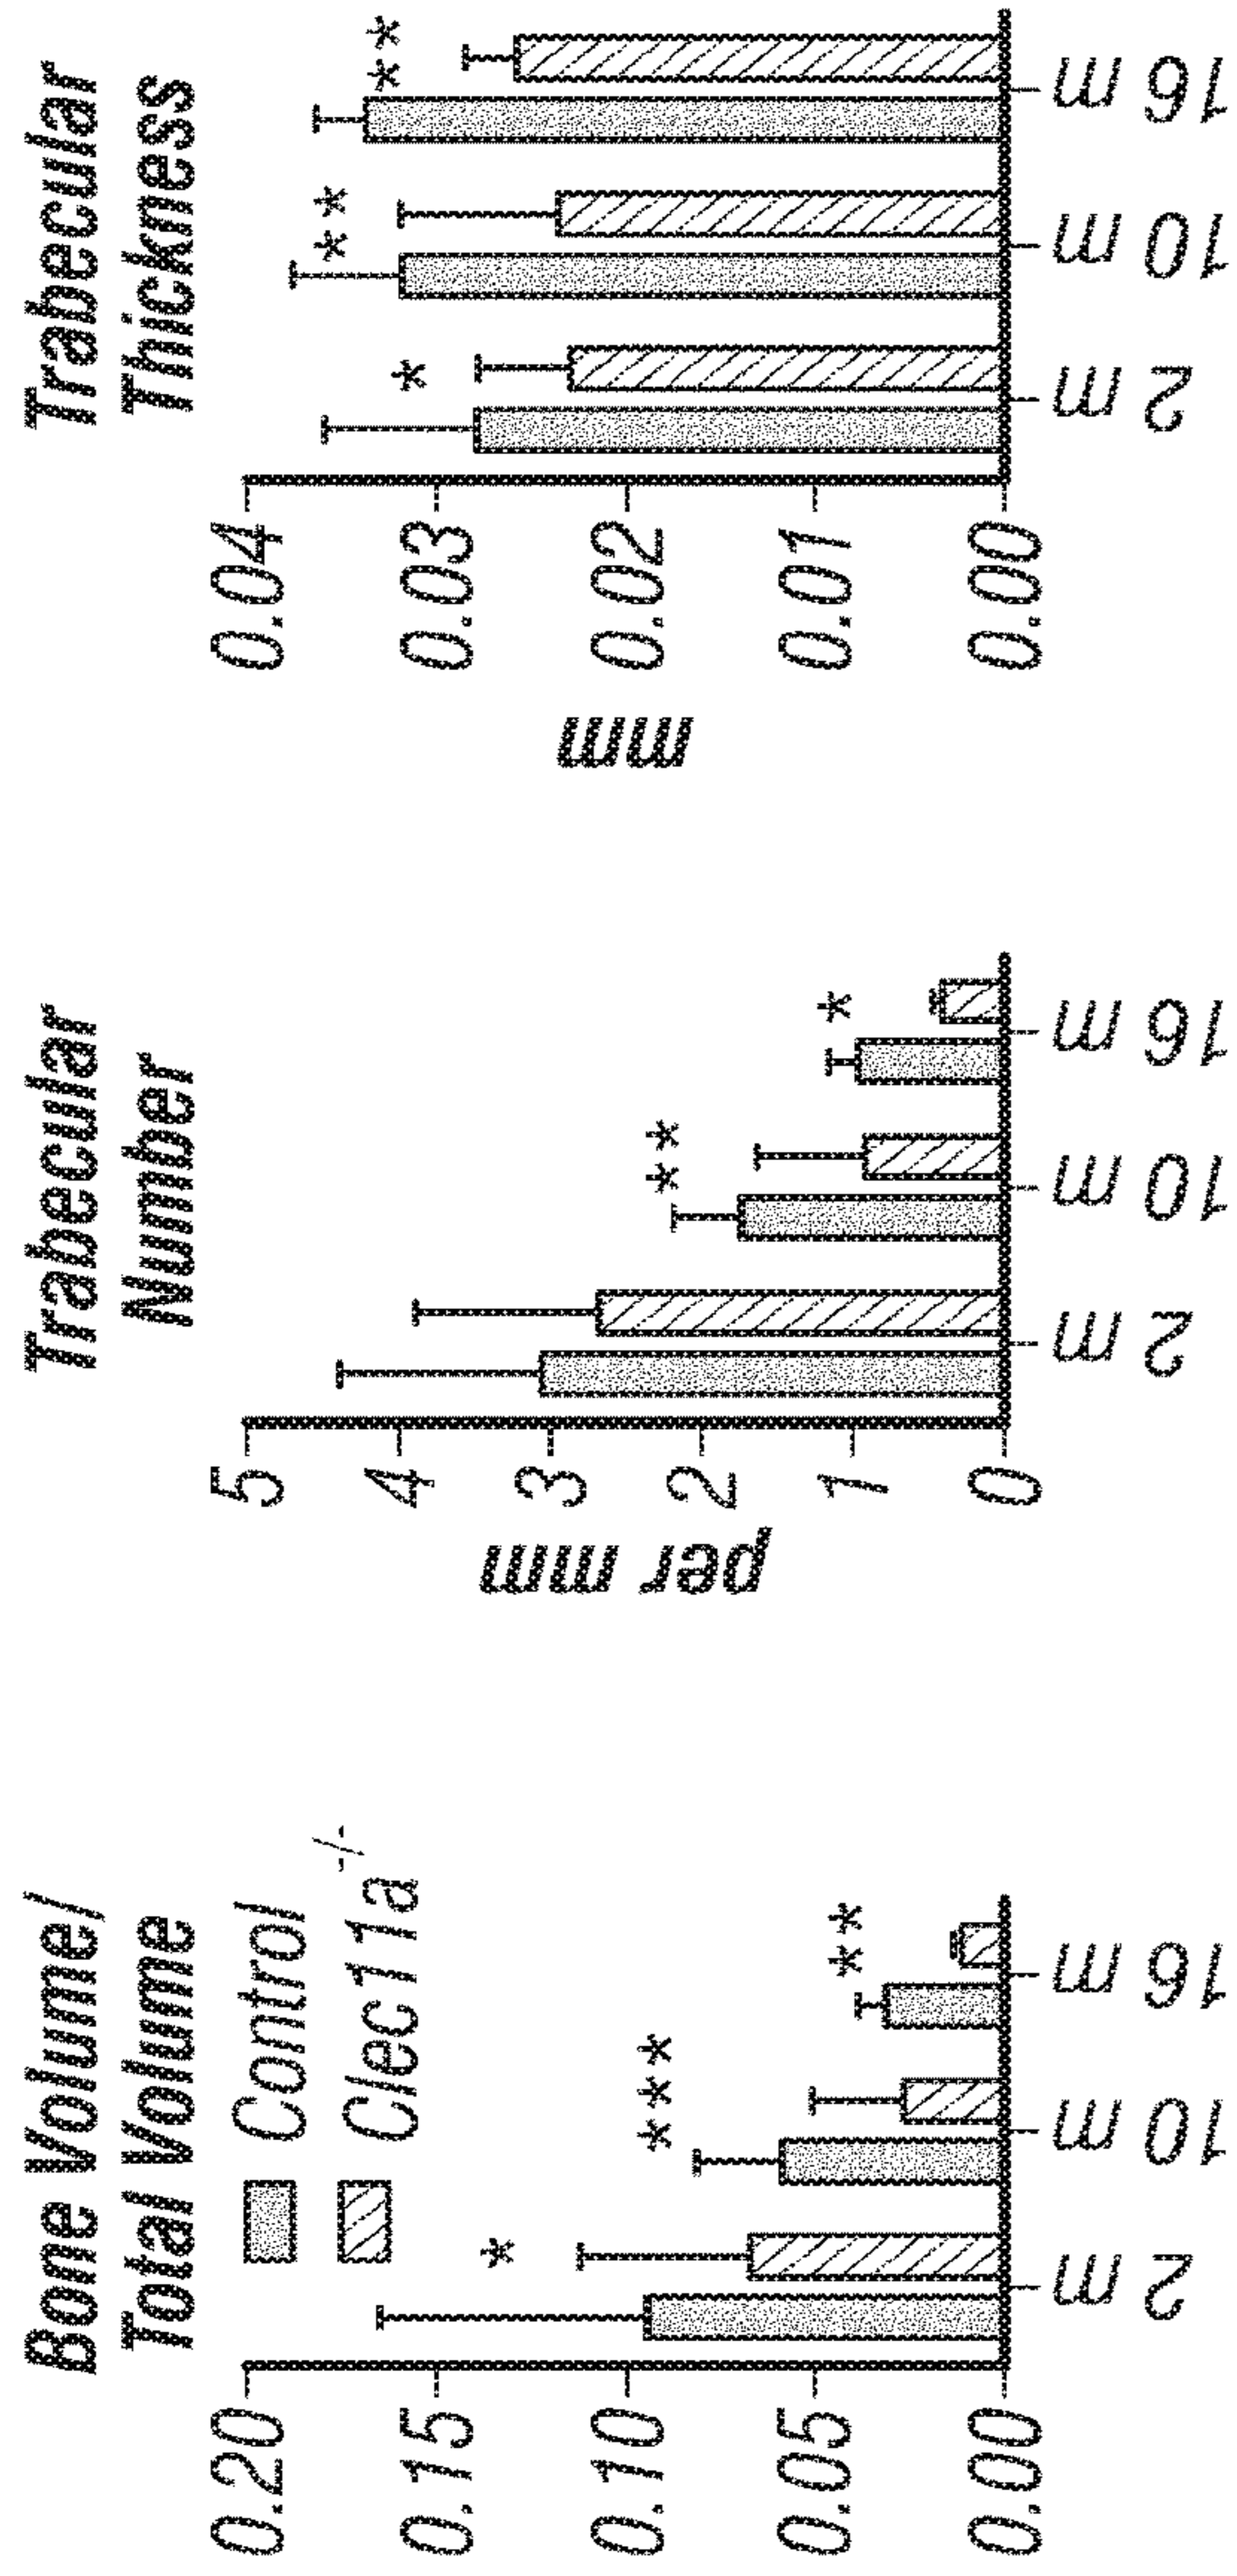 Bone Volume/
Total Volume
Control
Clec11a-/-
0.20
0.15
0.10
0.05
0.00
*
***
**
2 m
10 m
16 m
Trabecular
Number
per mm
5
4
3
2
1
0
**
*
2 m
10 m
16 m
Trabecular
Thickness
mm
0.04
0.03
0.02
0.01
0.00
*
**
**
2 m
10 m
16 m